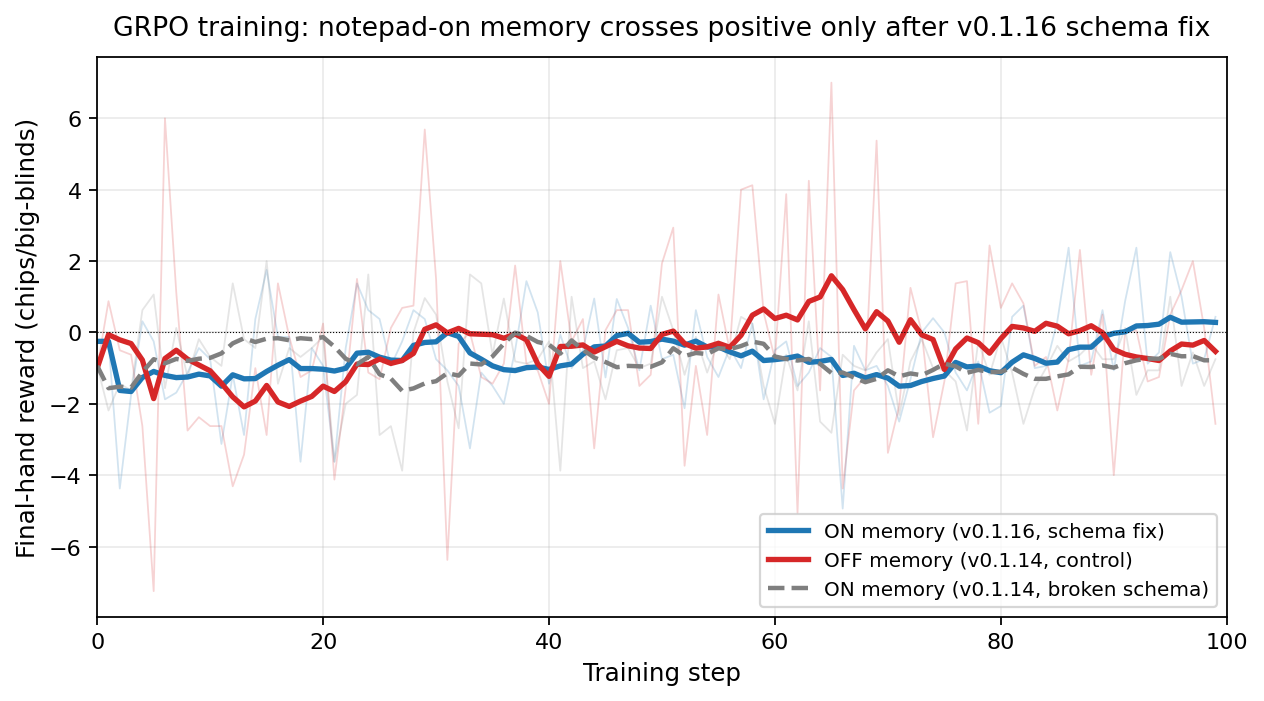 GRPO training: notepad-on memory crosses positive only after v0.1.16 schema fix
Final-hand reward (chips/big-blinds)
6
4
2
0
−2
−4
−6
ON memory (v0.1.16, schema fix)
OFF memory (v0.1.14, control)
ON memory (v0.1.14, broken schema)
0 20 40 60 80 100
Training step